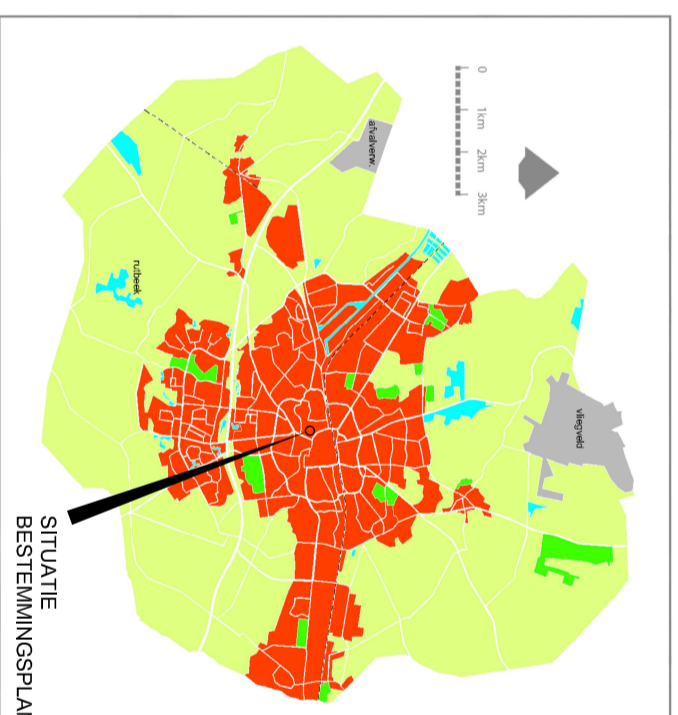 0 1km 2km 3km
afvalverw.
vliegveld
rutbeek
SITUATIE
BESTEMMINGSPLA